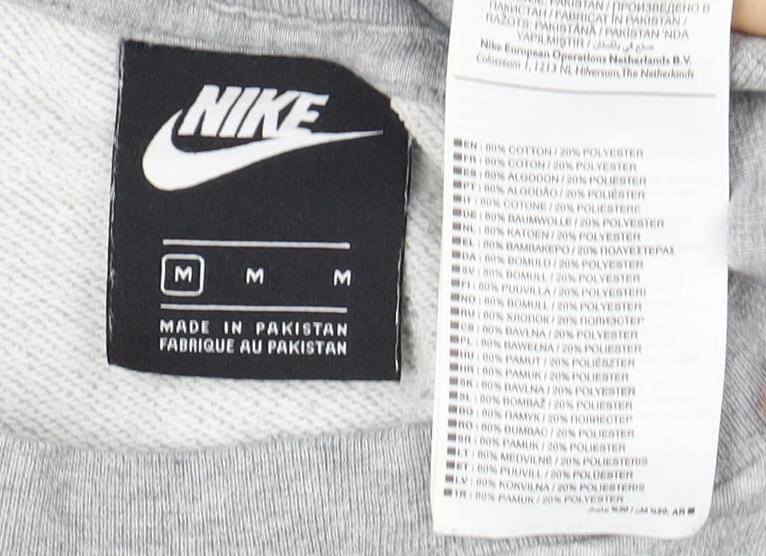 NIKE
M M M
MADE IN PAKISTAN
FABRIQUE AU PAKISTAN
PAKISTAN / FABRICAT IN PAKISTAN /
RAZOTS PAKISTĀNĀ / PAKISTAN 'NDA
YAPILMIŞTIR /
Nike European Operations Netherlands B.V.
Colosseum 1, 1213 NL Hilversum, The Netherlands
EN : 80% COTTON / 20% POLYESTER
FR : 80% COTON / 20% POLYESTER
ES : 80% ALGODON / 20% POLIESTER
PT : 80% ALGODÃO / 20% POLIÉSTER
IT : 80% COTONE / 20% POLIESTERE
DE : 80% BAUMWOLLE / 20% POLYESTER
NL : 80% KATOEN / 20% POLYESTER
EL : 80% ΒΑΜΒΑΚΕΡΟ / 20% ΠΟΛΥΕΣΤΕΡΑΣ
DA : 80% BOMULD / 20% POLYESTER
SV : 80% BOMULL / 20% POLYESTER
FI : 80% PUUVILLA / 20% POLYESTERI
NO : 80% BOMULL / 20% POLYESTER
RU : 80% ХЛОПОК / 20% ПОЛИЭСТЕР
CS : 80% BAVLNA / 20% POLYESTER
PL : 80% BAWEŁNA / 20% POLIESTER
HU : 80% PAMUT / 20% POLIÉSZTER
HR : 80% PAMUK / 20% POLIESTER
SK : 80% BAVLNA / 20% POLYESTER
SL : 80% BOMBAŽ / 20% POLIESTER
BG : 80% ПАМУК / 20% ПОЛИЕСТЕР
RO : 80% BUMBAC / 20% POLIESTER
SR : 80% PAMUK / 20% POLIESTER
LT : 80% MEDVILNĖ / 20% POLIESTERIS
ET : 80% PUUVILL / 20% POLÜESTER
LV : 80% KOKVILNA / 20% POLIESTERS
TR : 80% PAMUK / 20% POLYESTER